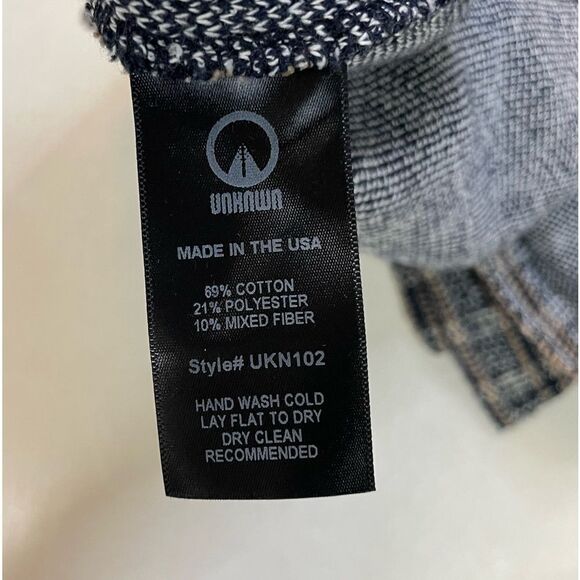 UNKNWN
MADE IN THE USA
69% COTTON
21% POLYESTER
10% MIXED FIBER
Style# UKN102
HAND WASH COLD
LAY FLAT TO DRY
DRY CLEAN
RECOMMENDED